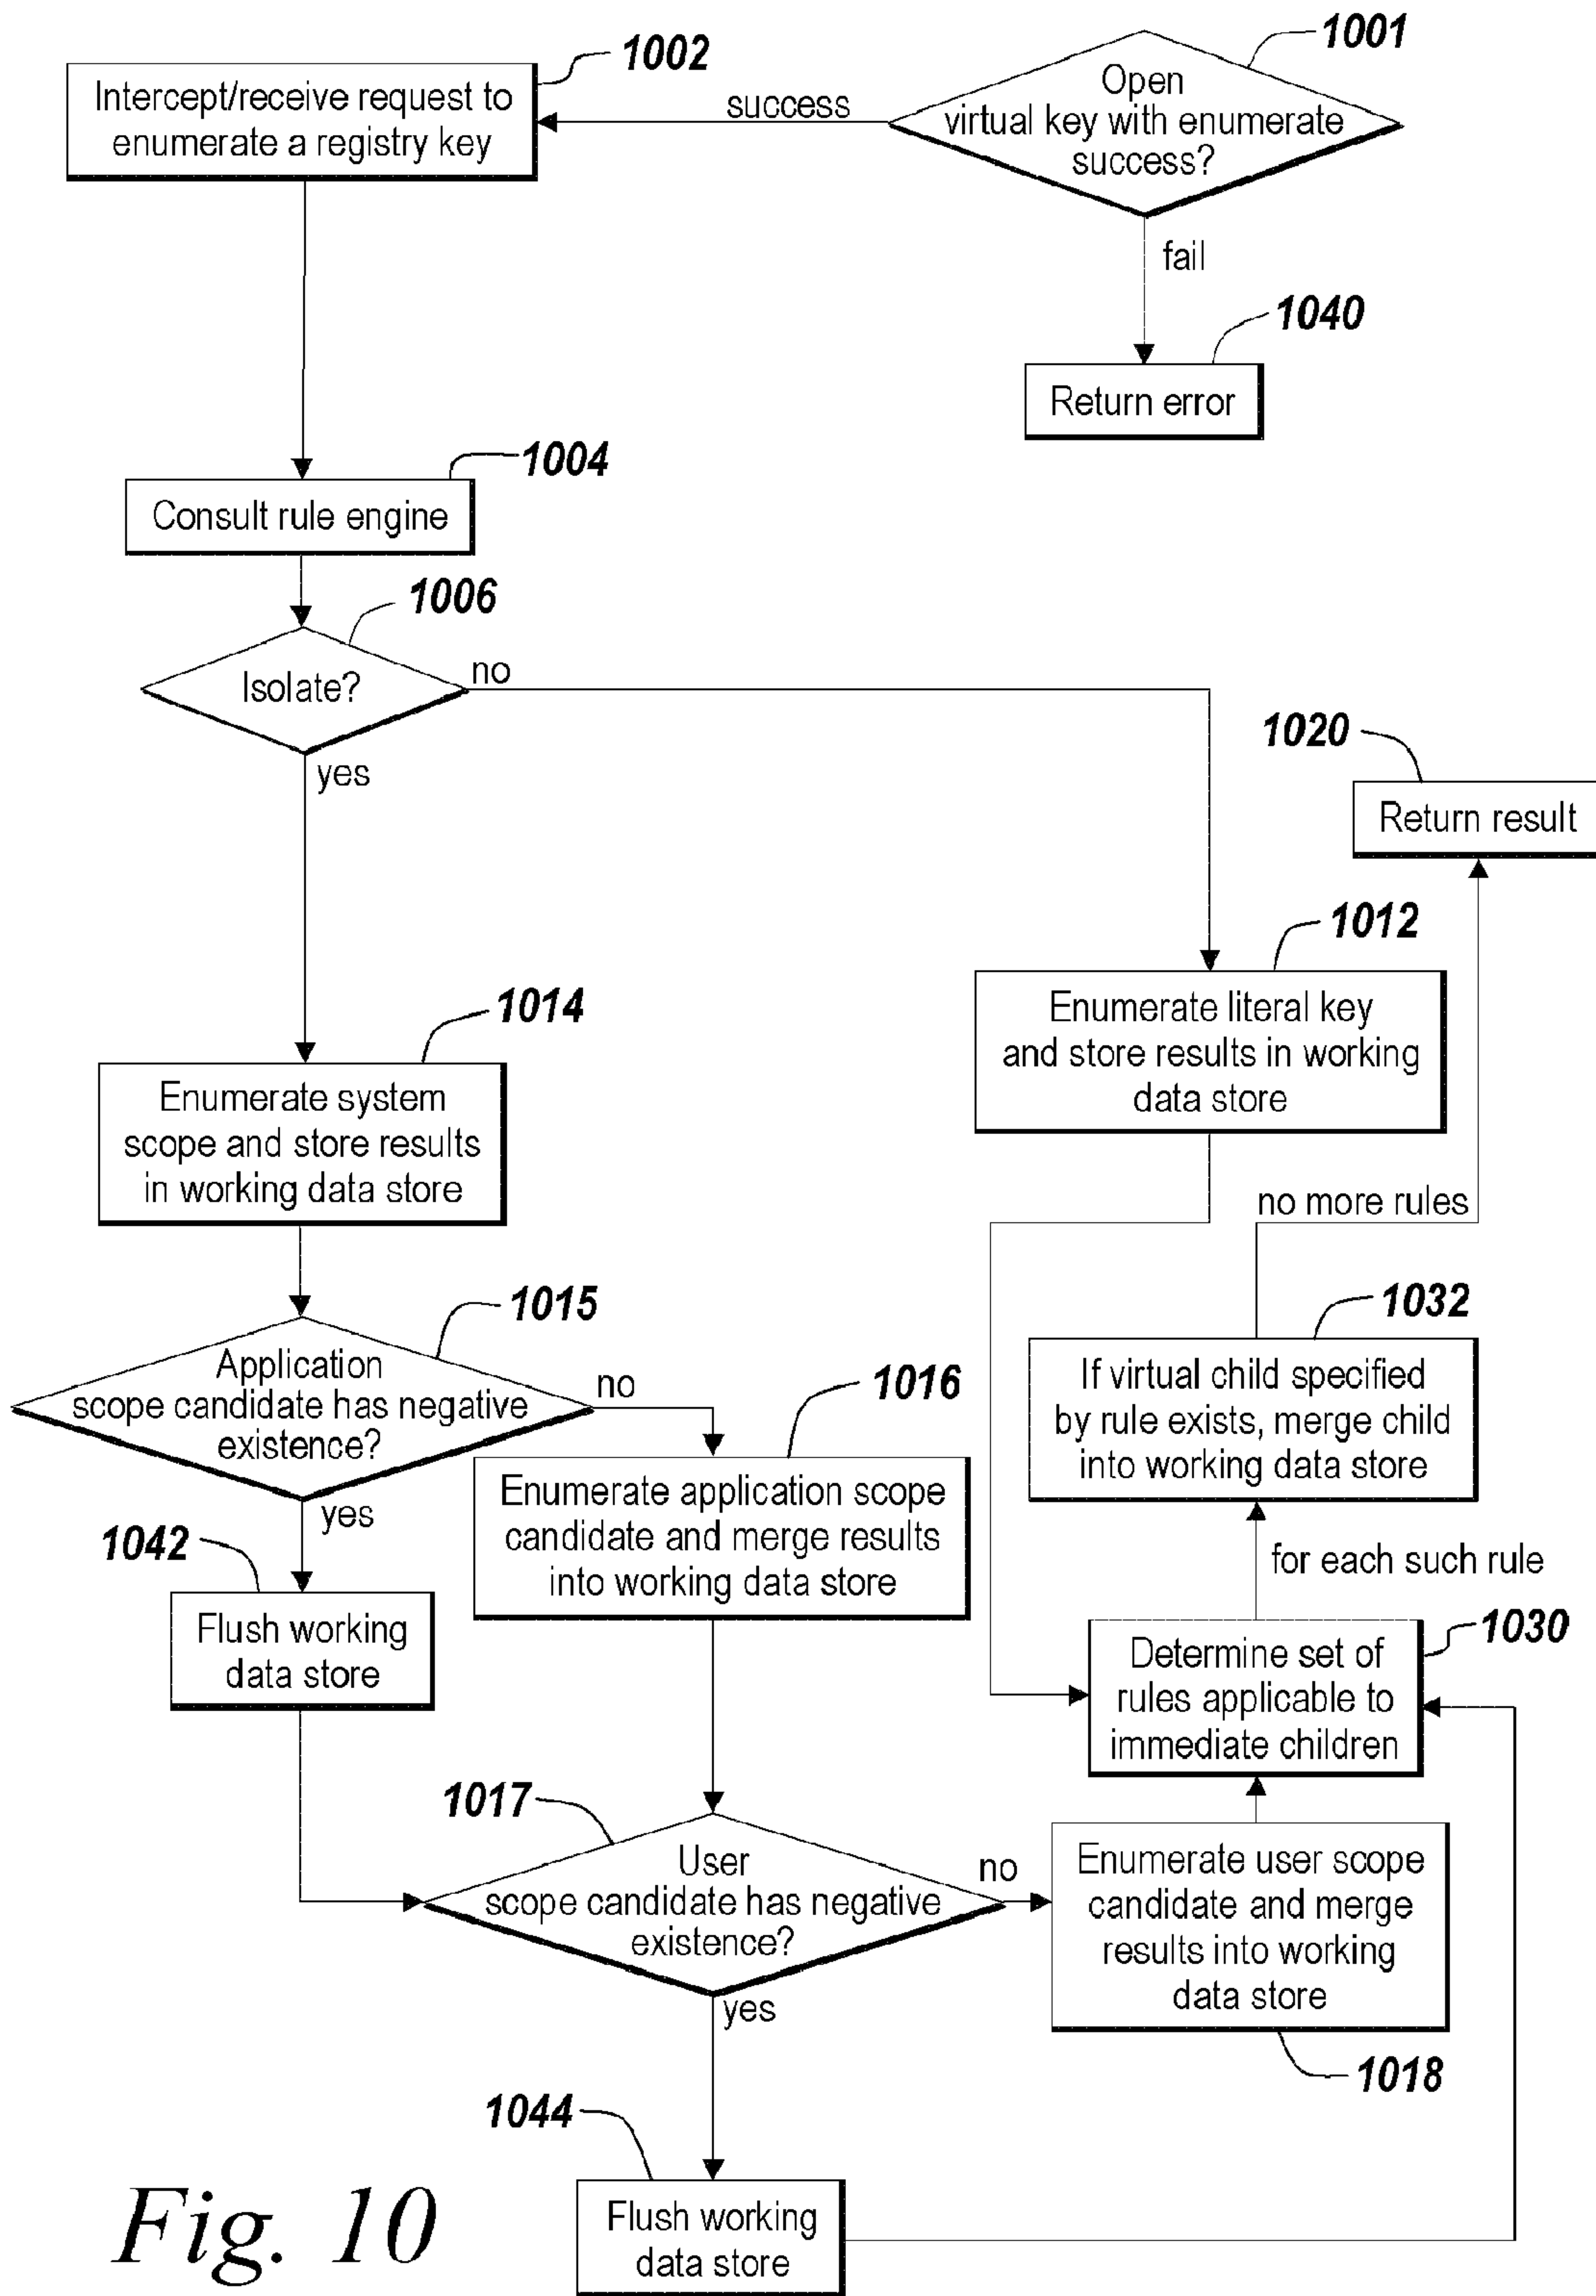 1002
1001
Intercept/receive request to
enumerate a registry key
success
Open
virtual key with enumerate
success?
fail
1040
Return error
1004
Consult rule engine
1006
Isolate?
no
yes
1020
Return result
1012
Enumerate literal key
and store results in working
data store
1014
Enumerate system
scope and store results
in working data store
no more rules
1015
Application
scope candidate has negative
existence?
no
yes
1016
Enumerate application scope
candidate and merge results
into working data store
1032
If virtual child specified
by rule exists, merge child
into working data store
for each such rule
1042
Flush working
data store
1030
Determine set of
rules applicable to
immediate children
1017
User
scope candidate has negative
existence?
no
yes
Enumerate user scope
candidate and merge
results into working
data store
1018
1044
Flush working
data store
Fig. 10